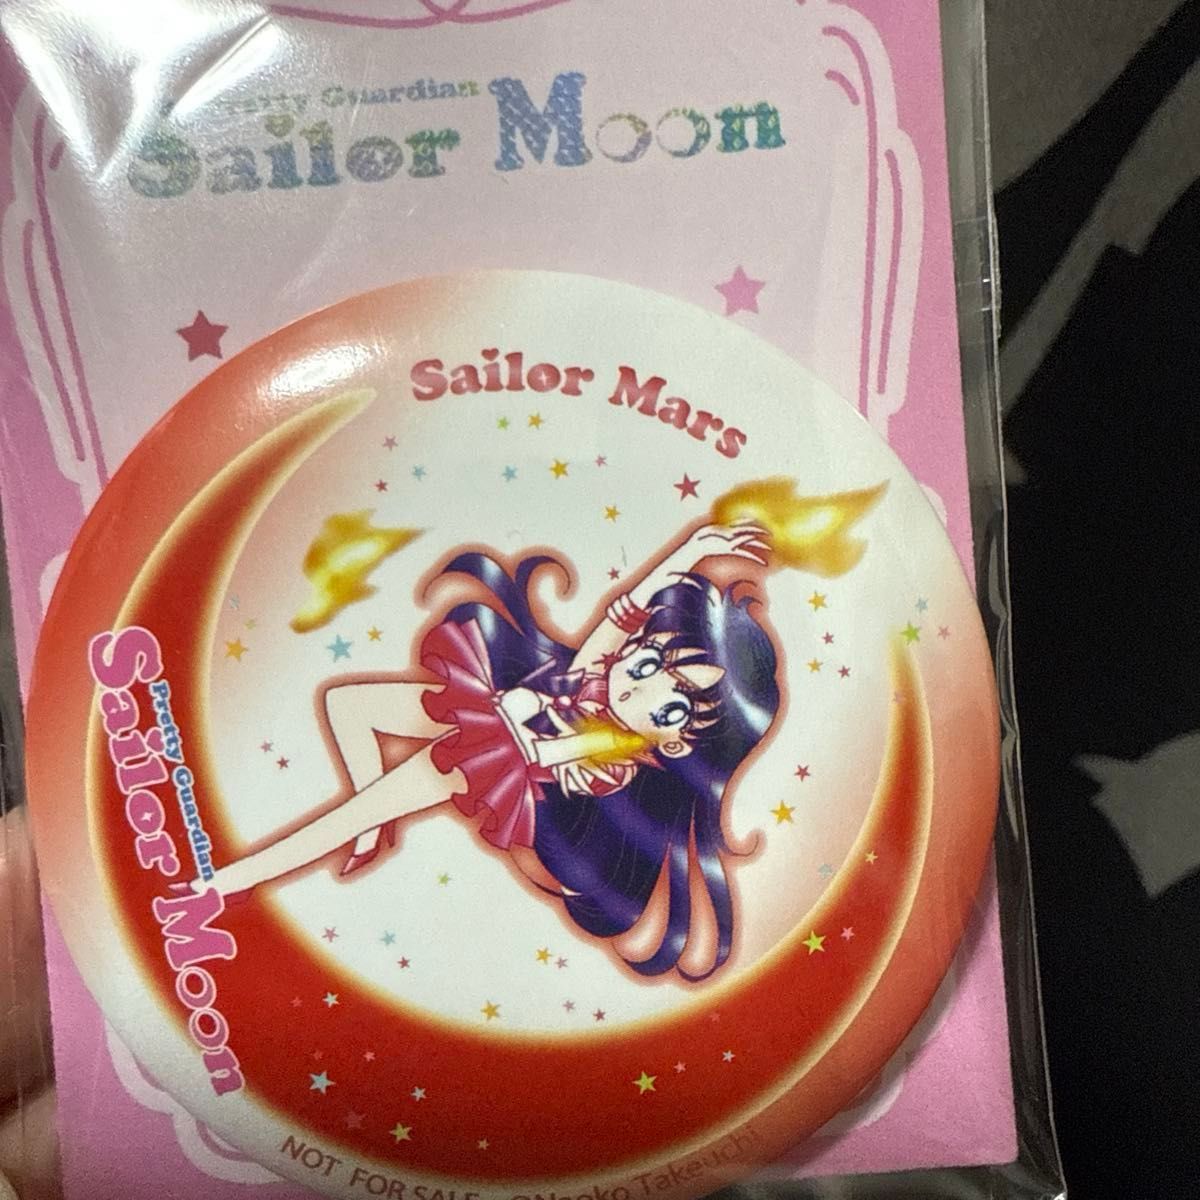 Pretty Guardian
Sailor Moon
Sailor Mars
Pretty Guardian
Sailor Moon
NOT FOR SALE ©Naoko Takeuchi